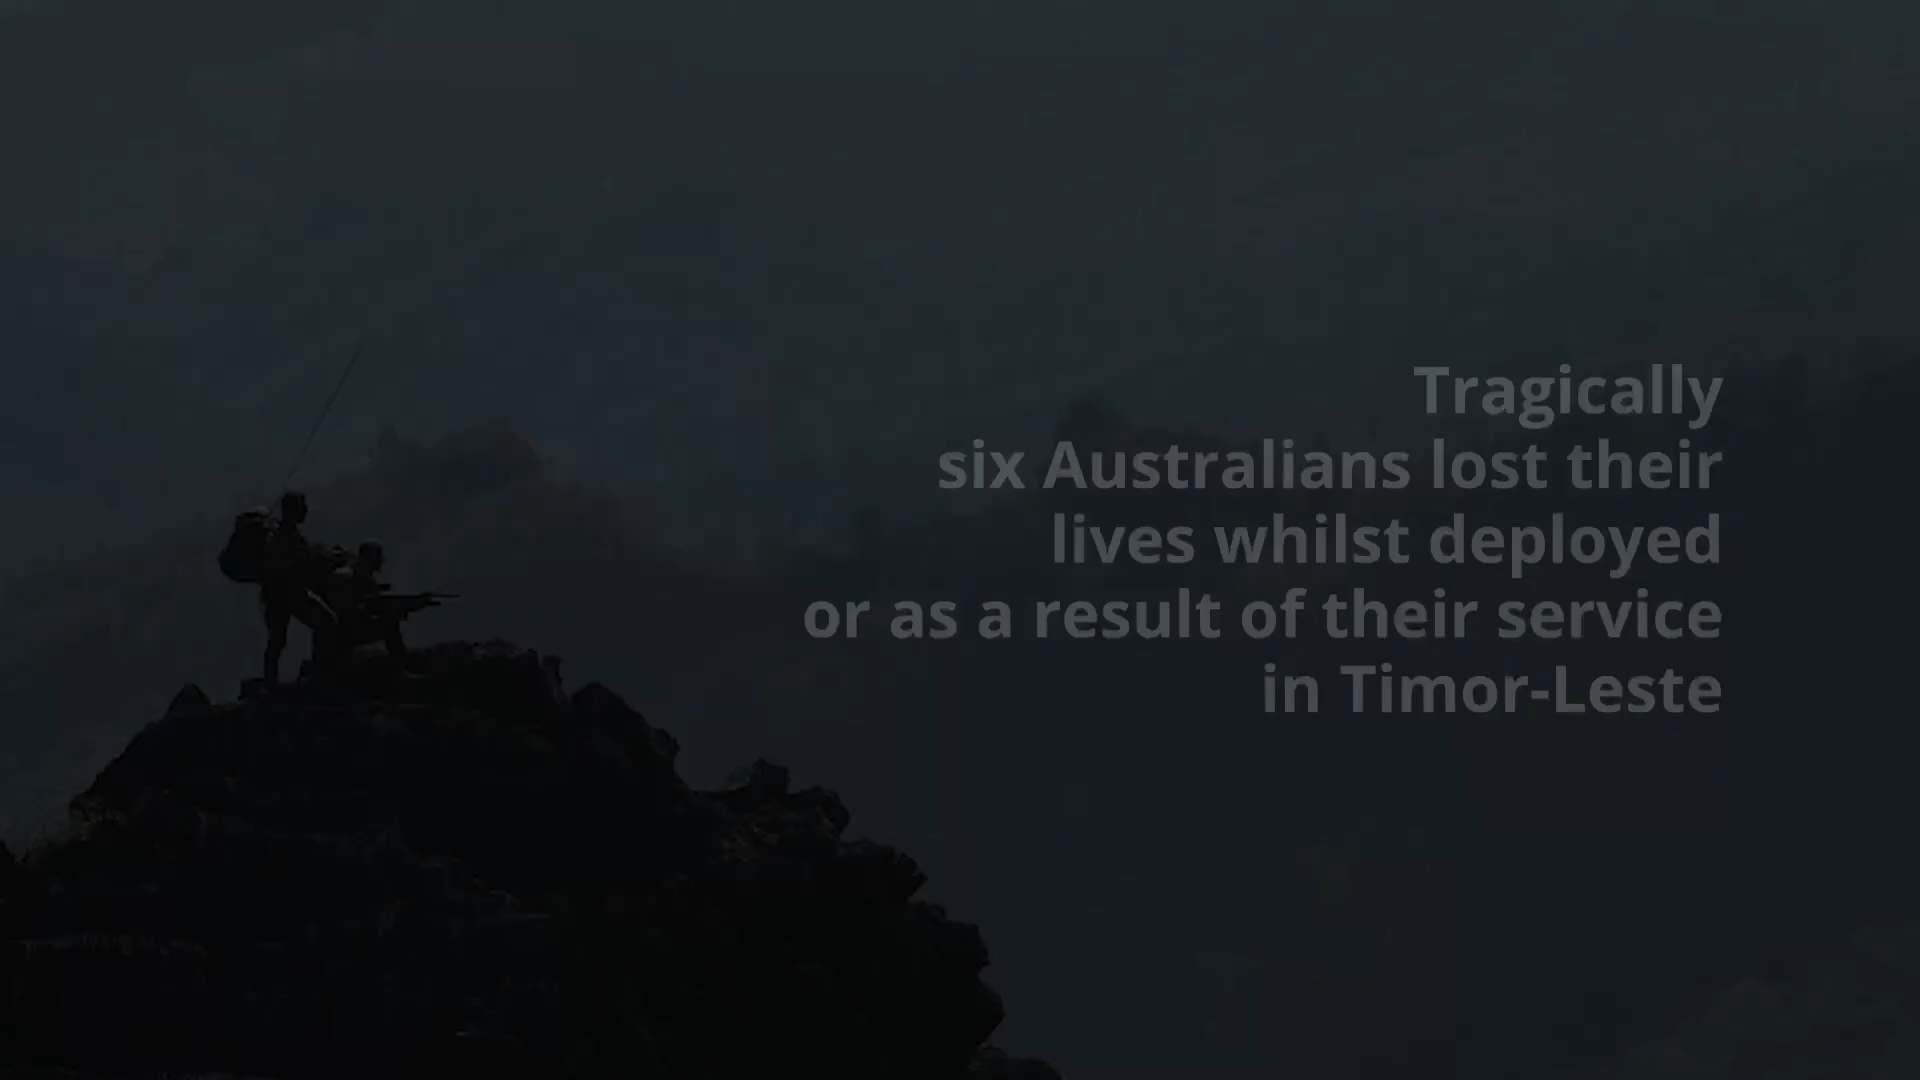 Tragically
six Australians lost their
lives whilst deployed
or as a result of their service
in Timor-Leste